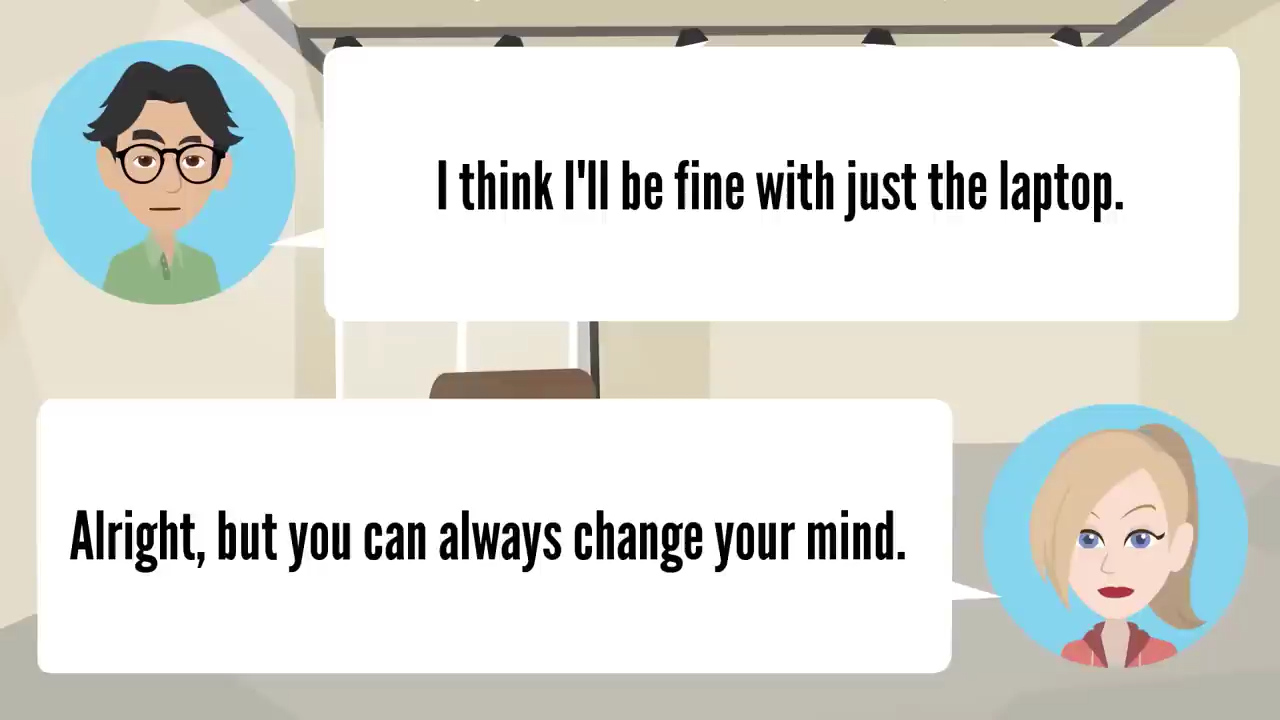 I think I'll be fine with just the laptop.
Alright, but you can always change your mind.